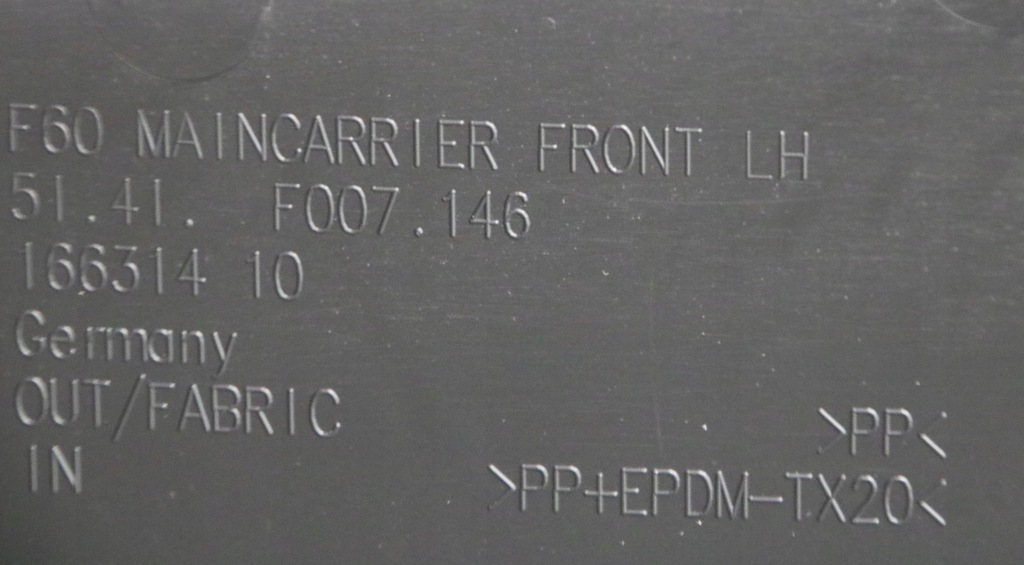 F60 MAINCARRIER FRONT LH
51.41. F007.146
166314 10
Germany
OUT/FABRIC
IN
>PP<
>PP+EPDM-TX20<